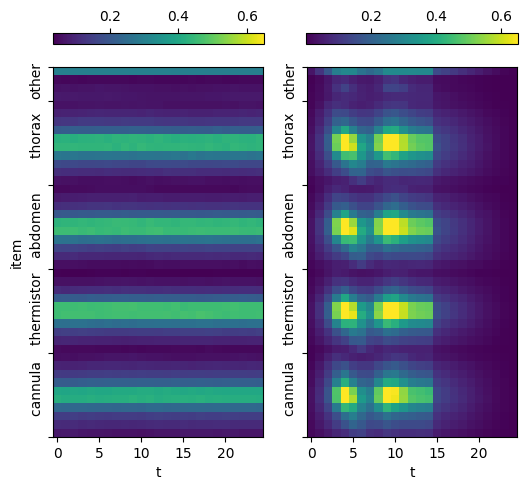 0.2 0.4 0.6 0.2 0.4 0.6
other other
thorax thorax
abdomen abdomen
item
thermistor thermistor
cannula cannula
0 5 10 15 20 0 5 10 15 20
t t